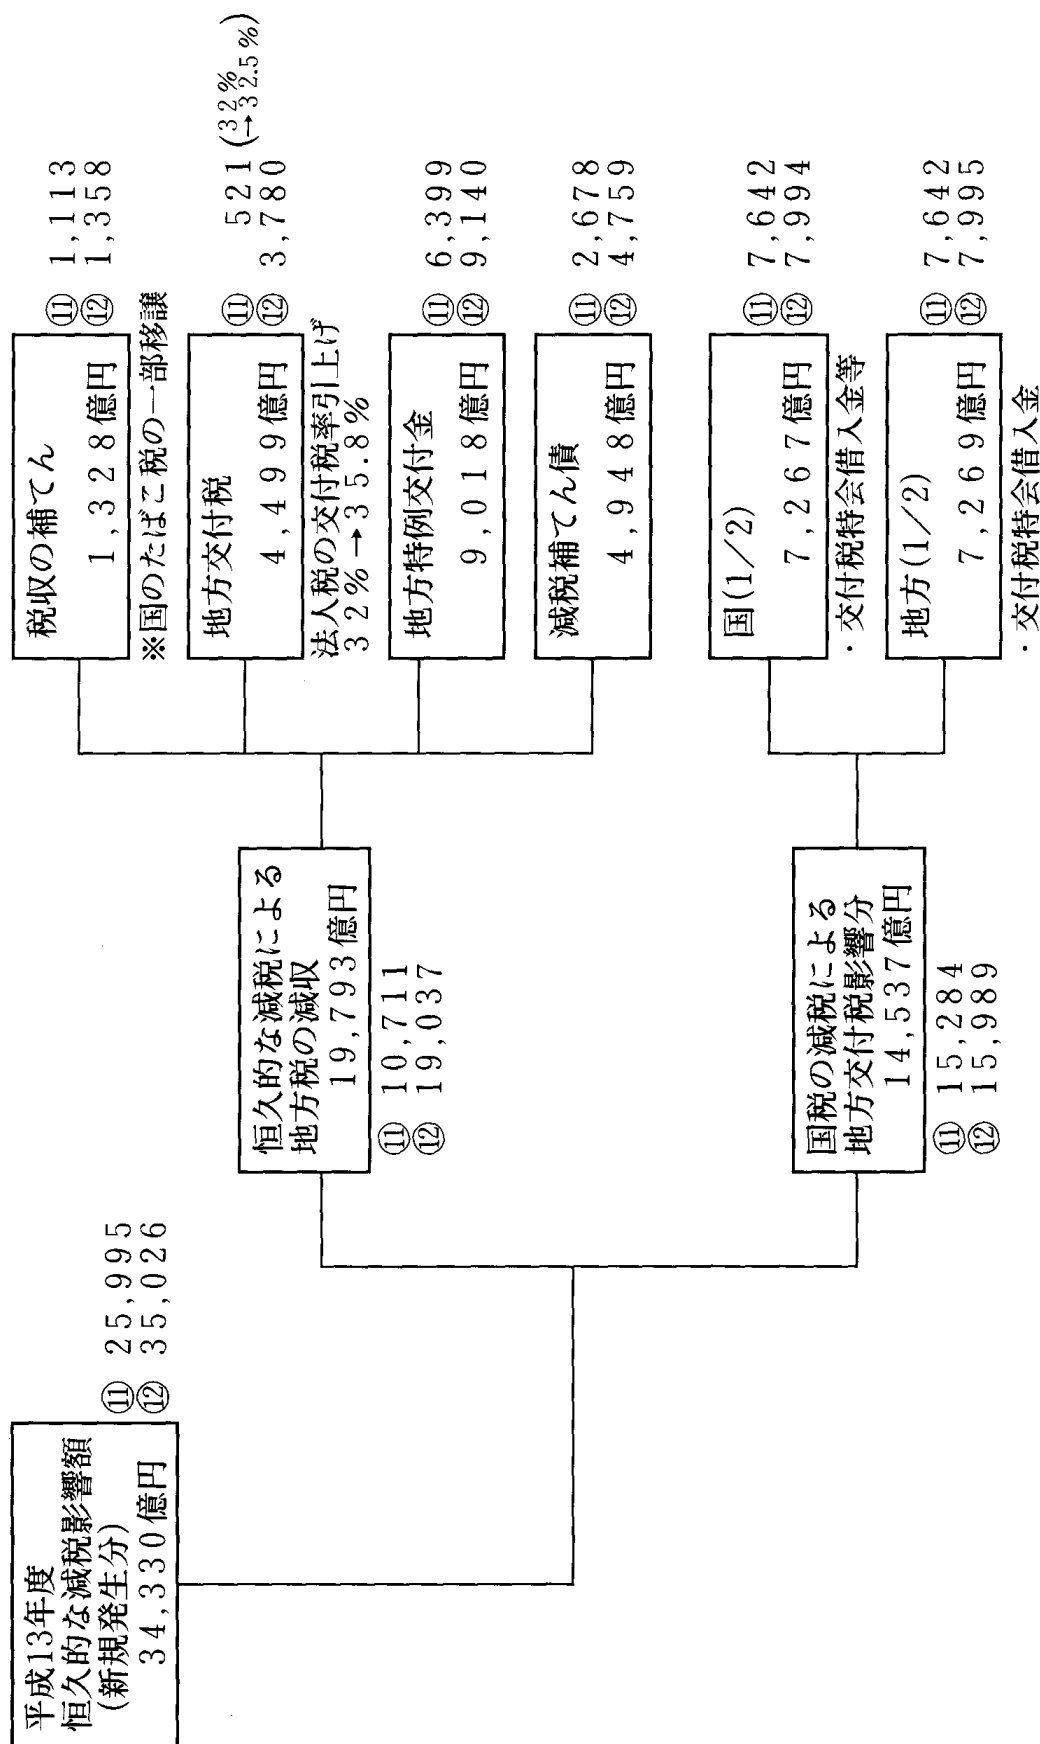 平成13年度
恒久的な減税影響額
(新規発生分)
34,330億円
⑪ 25,995
⑫ 35,026
恒久的な減税による
地方税の減収
19,793億円
⑪ 10,711
⑫ 19,037
税収の補てん
1,328億円
⑪ 1,113
⑫ 1,358
※国のたばこ税の一部移譲
地方交付税
4,499億円
⑪ 521(32%→32.5%)
⑫ 3,780
法人税の交付税率引上げ
32%→35.8%
地方特例交付金
9,018億円
⑪ 6,399
⑫ 9,140
減税補てん債
4,948億円
⑪ 2,678
⑫ 4,759
国税の減税による
地方交付税影響分
14,537億円
⑪ 15,284
⑫ 15,989
国(1/2)
7,267億円
⑪ 7,642
⑫ 7,994
・交付税特会借入金等
地方(1/2)
7,269億円
⑪ 7,642
⑫ 7,995
・交付税特会借入金